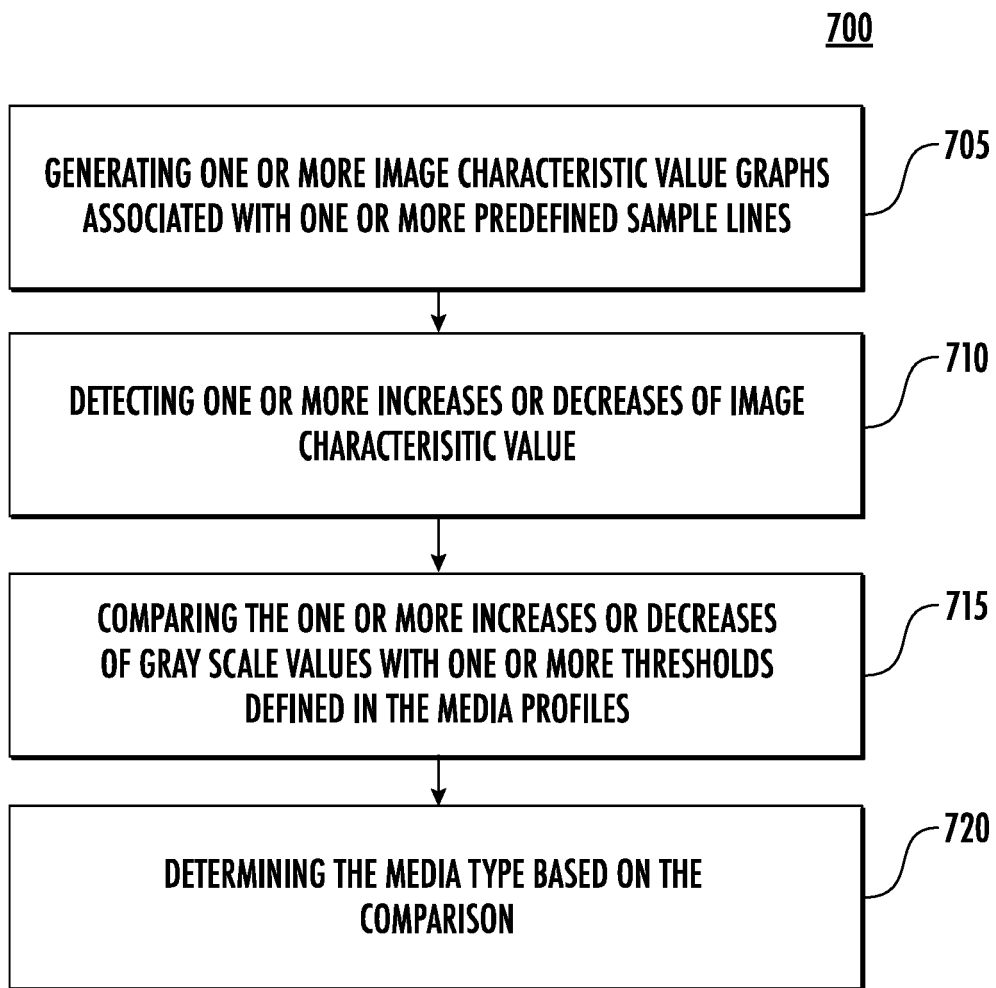 700
GENERATING ONE OR MORE IMAGE CHARACTERISTIC VALUE GRAPHS
ASSOCIATED WITH ONE OR MORE PREDEFINED SAMPLE LINES
705
DETECTING ONE OR MORE INCREASES OR DECREASES OF IMAGE
CHARACTERISITIC VALUE
710
COMPARING THE ONE OR MORE INCREASES OR DECREASES
OF GRAY SCALE VALUES WITH ONE OR MORE THRESHOLDS
DEFINED IN THE MEDIA PROFILES
715
DETERMINING THE MEDIA TYPE BASED ON THE
COMPARISON
720